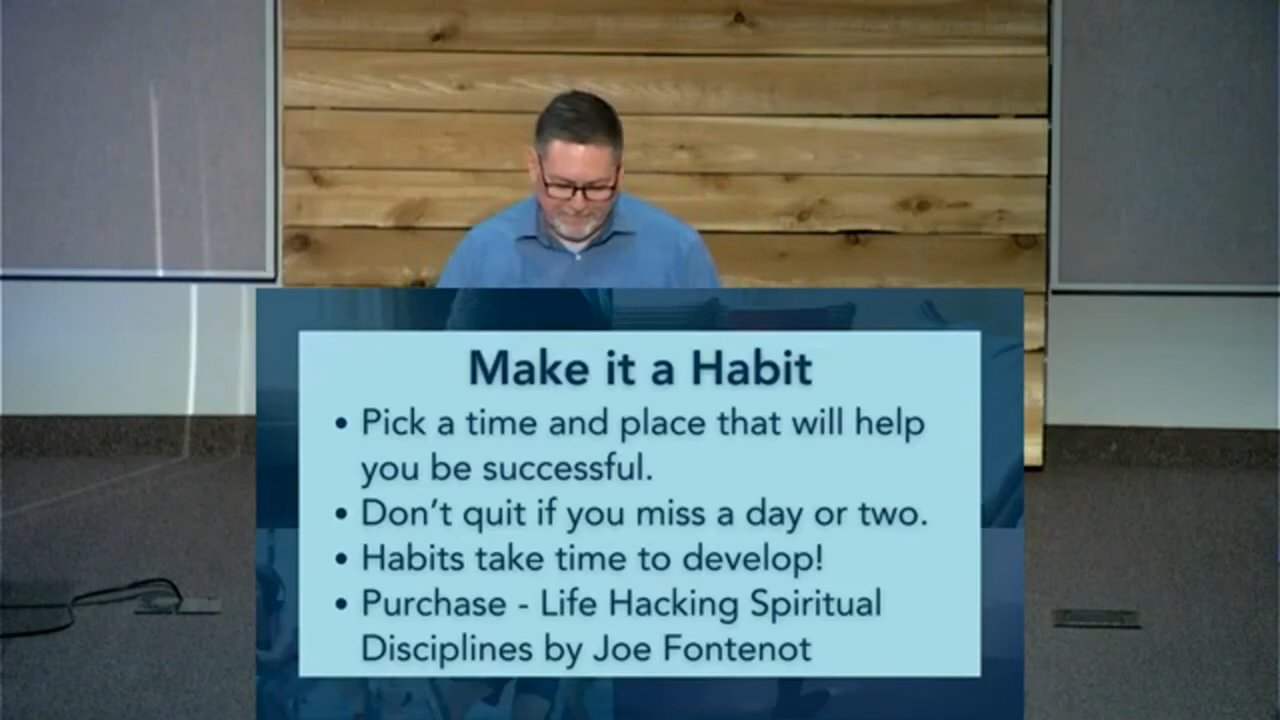 Make it a Habit
• Pick a time and place that will help
you be successful.
• Don’t quit if you miss a day or two.
• Habits take time to develop!
• Purchase - Life Hacking Spiritual
Disciplines by Joe Fontenot